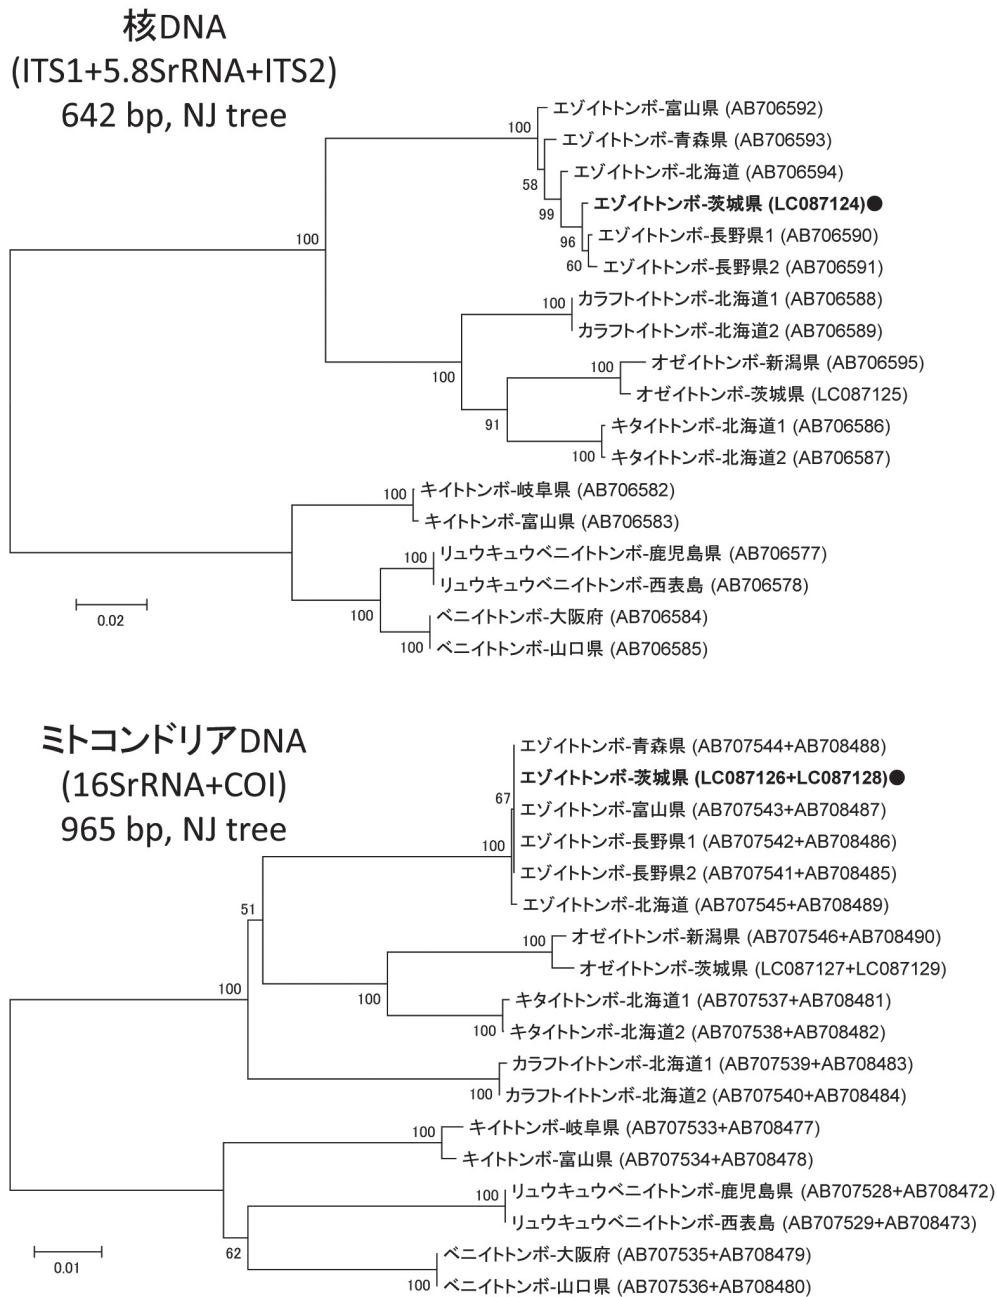 核DNA
(ITS1+5.8SrRNA+ITS2)
642 bp, NJ tree
エゾイトトンボ-富山県 (AB706592)
100
エゾイトトンボ-青森県 (AB706593)
エゾイトトンボ-北海道 (AB706594)
58
エゾイトトンボ-茨城県 (LC087124)●
99
エゾイトトンボ-長野県1 (AB706590)
96
100
エゾイトトンボ-長野県2 (AB706591)
60
カラフトイトトンボ-北海道1 (AB706588)
100
カラフトイトトンボ-北海道2 (AB706589)
オゼイトトンボ-新潟県 (AB706595)
100
100
オゼイトトンボ-茨城県 (LC087125)
キタイトトンボ-北海道1 (AB706586)
91
キタイトトンボ-北海道2 (AB706587)
100
キイトトンボ-岐阜県 (AB706582)
100
キイトトンボ-富山県 (AB706583)
リュウキュウベニイトトンボ-鹿児島県 (AB706577)
100
リュウキュウベニイトトンボ-西表島 (AB706578)
0.02
100
ベニイトトンボ-大阪府 (AB706584)
ベニイトトンボ-山口県 (AB706585)
100
ミトコンドリアDNA
(16SrRNA+COI)
965 bp, NJ tree
エゾイトトンボ-青森県 (AB707544+AB708488)
エゾイトトンボ-茨城県 (LC087126+LC087128)●
67
エゾイトトンボ-富山県 (AB707543+AB708487)
エゾイトトンボ-長野県1 (AB707542+AB708486)
100
エゾイトトンボ-長野県2 (AB707541+AB708485)
エゾイトトンボ-北海道 (AB707545+AB708489)
51
オゼイトトンボ-新潟県 (AB707546+AB708490)
100
オゼイトトンボ-茨城県 (LC087127+LC087129)
100
100
キタイトトンボ-北海道1 (AB707537+AB708481)
キタイトトンボ-北海道2 (AB707538+AB708482)
100
カラフトイトトンボ-北海道1 (AB707539+AB708483)
カラフトイトトンボ-北海道2 (AB707540+AB708484)
100
キイトトンボ-岐阜県 (AB707533+AB708477)
100
キイトトンボ-富山県 (AB707534+AB708478)
リュウキュウベニイトトンボ-鹿児島県 (AB707528+AB708472)
100
リュウキュウベニイトトンボ-西表島 (AB707529+AB708473)
62
ベニイトトンボ-大阪府 (AB707535+AB708479)
0.01
ベニイトトンボ-山口県 (AB707536+AB708480)
100